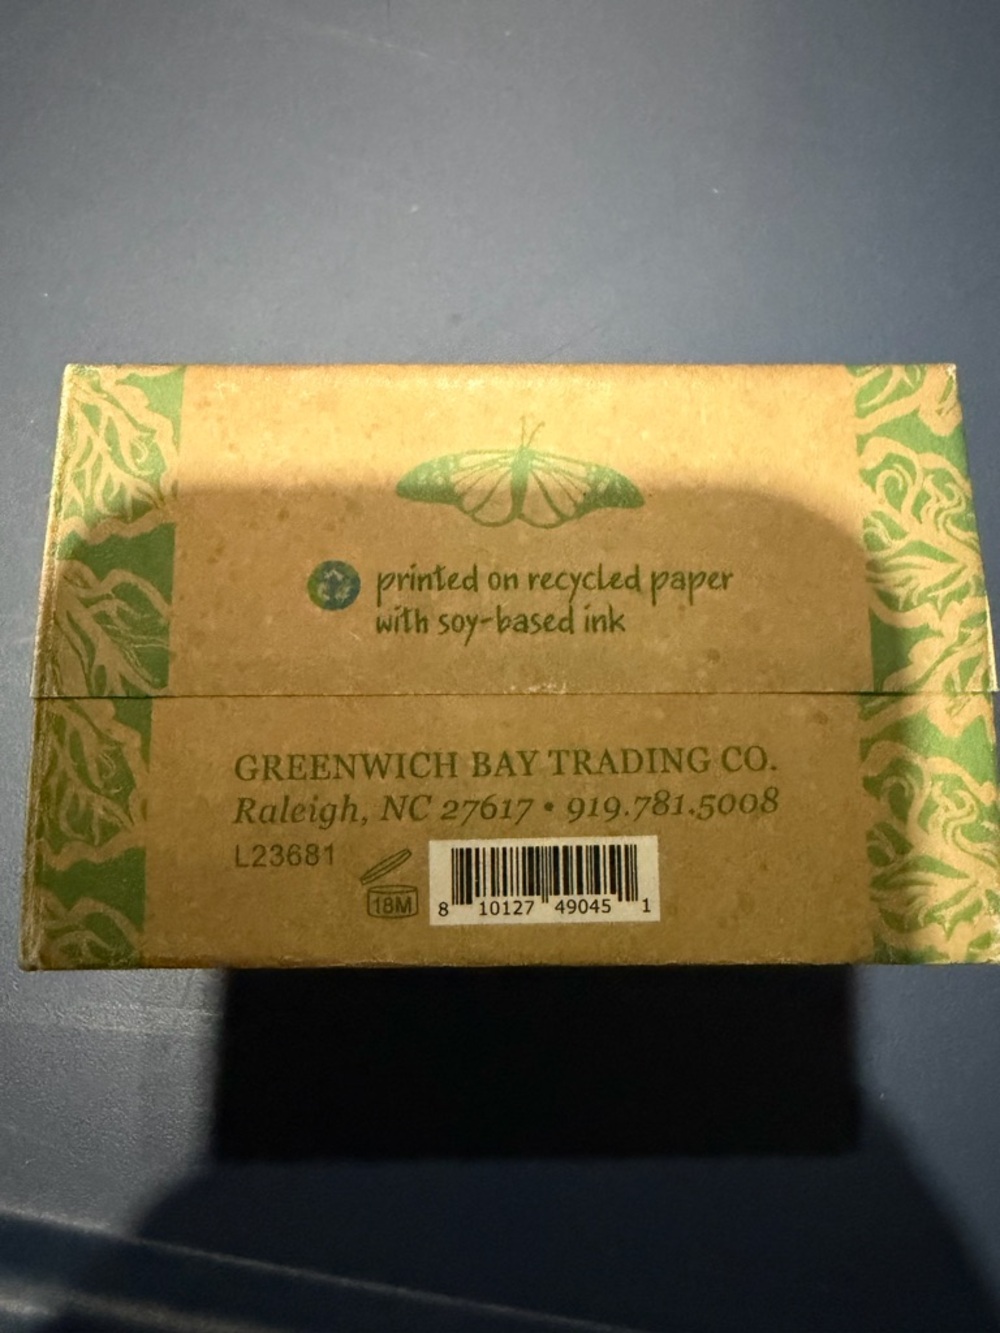 printed on recycled paper
with soy-based ink
GREENWICH BAY TRADING CO.
Raleigh, NC 27617 • 919.781.5008
L23681
18M
8 10127 49045 1